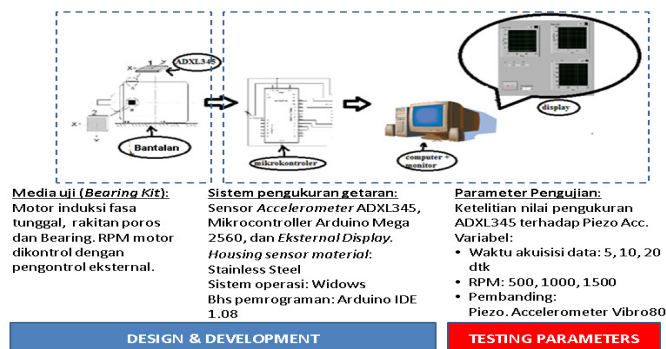 ADXL345
1
2
X
X
Y
Bantalan
mikrokontroler
computer +
monitor
display
Media uji (Bearing Kit):
Motor induksi fasa
tunggal, rakitan poros
dan Bearing. RPM motor
dikontrol dengan
pengontrol eksternal.
Sistem pengukuran getaran:
Sensor Accelerometer ADXL345,
Mikrocontroller Arduino Mega
2560, dan Eksternal Display.
Housing sensor material:
Stainless Steel
Sistem operasi: Widows
Bhs pemrograman: Arduino IDE
1.08
Parameter Pengujian:
Ketelitian nilai pengukuran
ADXL345 terhadap Piezo Acc.
Variabel:
• Waktu akuisisi data: 5, 10, 20
dtk
• RPM: 500, 1000, 1500
• Pembanding:
Piezo. Accelerometer Vibro80
DESIGN & DEVELOPMENT
TESTING PARAMETERS